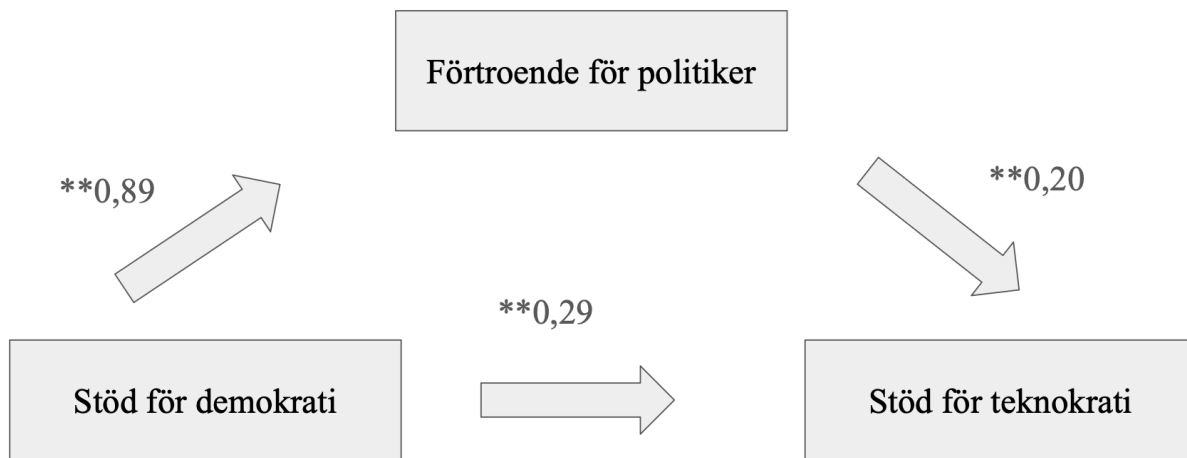 Förtroende för politiker
**0,89
**0,20
**0,29
Stöd för demokrati
Stöd för teknokrati